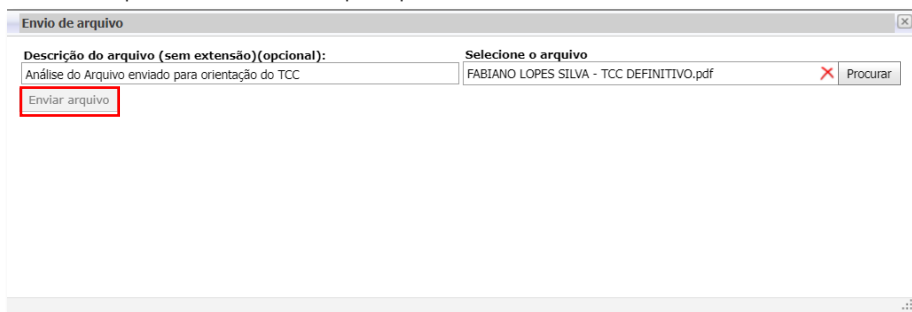 Envio de arquivo
Descrição do arquivo (sem extensão)(opcional):
Selecione o arquivo
Análise do Arquivo enviado para orientação do TCC
FABIANO LOPES SILVA - TCC DEFINITIVO.pdf
Procurar
Enviar arquivo